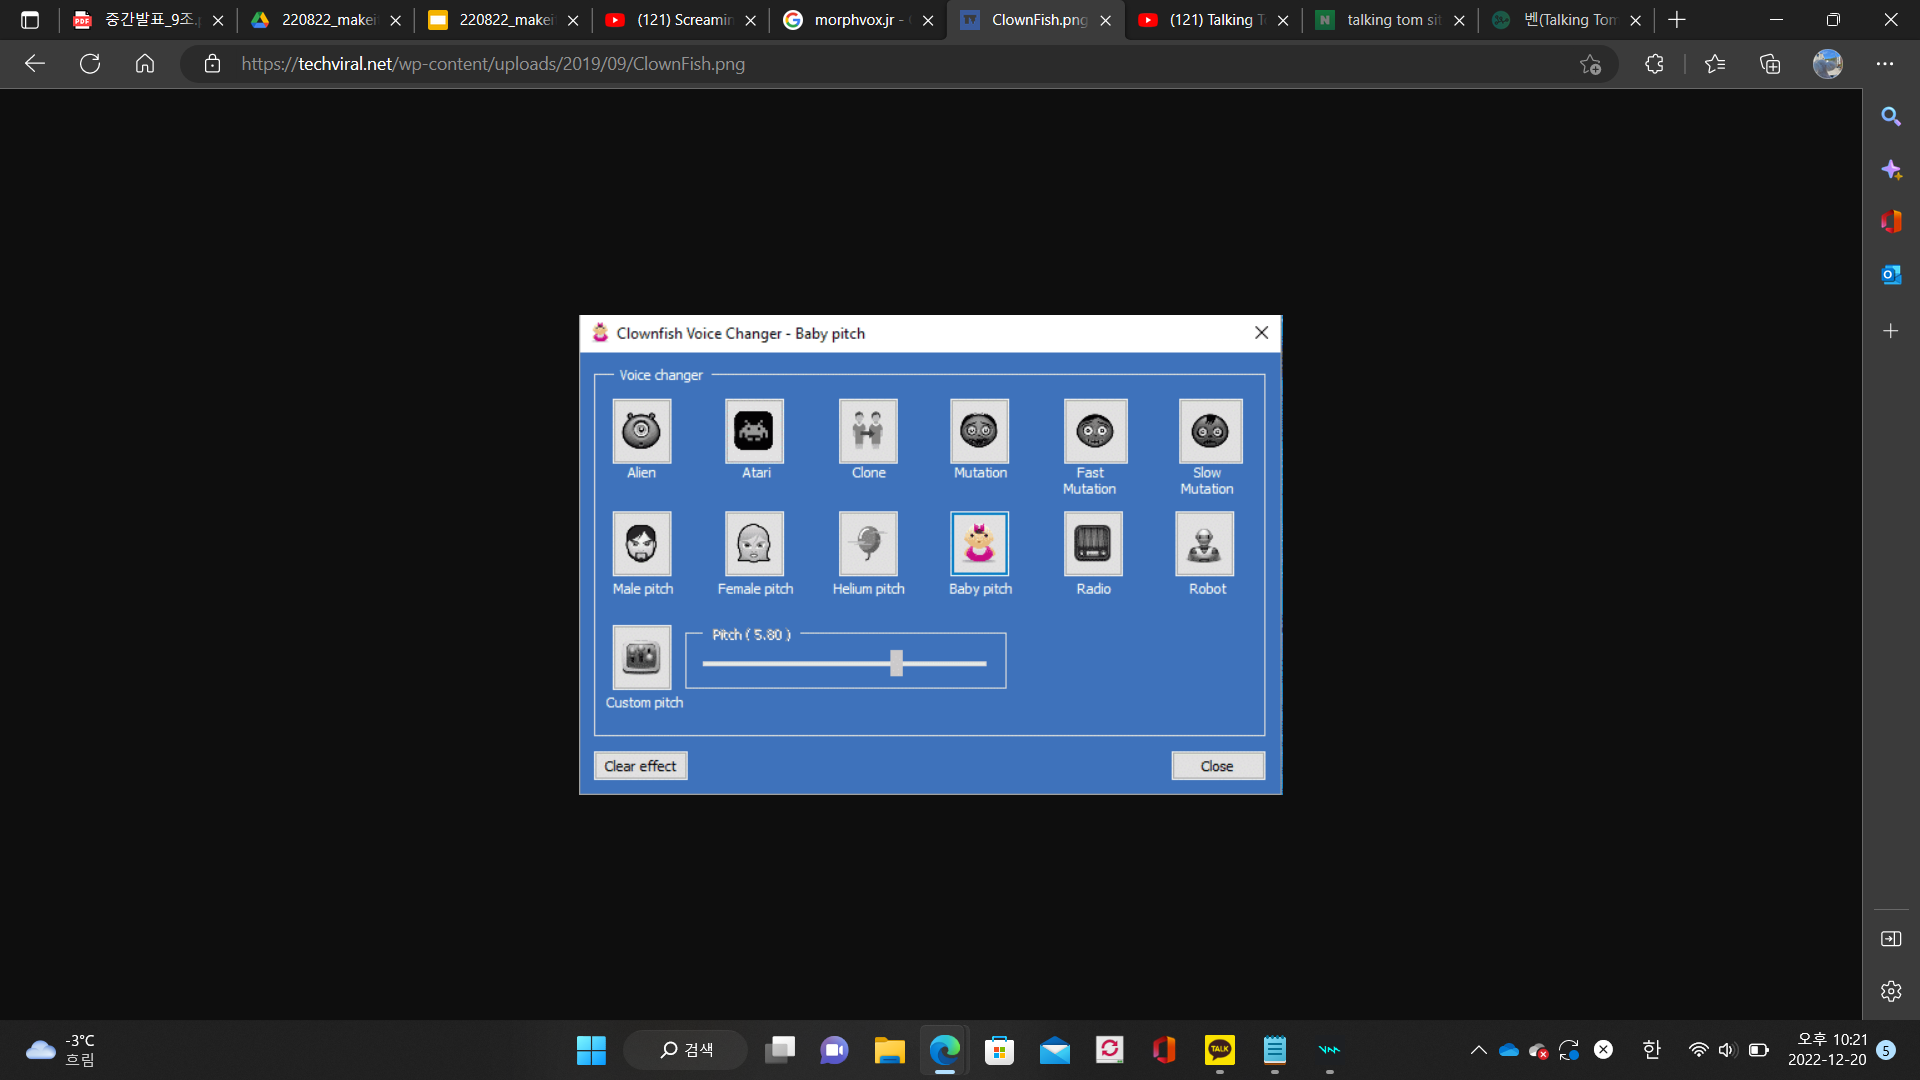 중간발표_9조.
220822_makei
220822_makei
(121) Screamin
morphvox.jr -
ClownFish.png
(121) Talking T
talking tom sit
벤(Talking Tom
https://techviral.net/wp-content/uploads/2019/09/ClownFish.png
Clownfish Voice Changer - Baby pitch
Voice changer
Alien
Atari
Clone
Mutation
Fast
Mutation
Slow
Mutation
Male pitch
Female pitch
Helium pitch
Baby pitch
Radio
Robot
Pitch ( 5.80 )
Custom pitch
Clear effect
Close
-3°C
흐림
검색
TALK
한
오후 10:21
2022-12-20
5